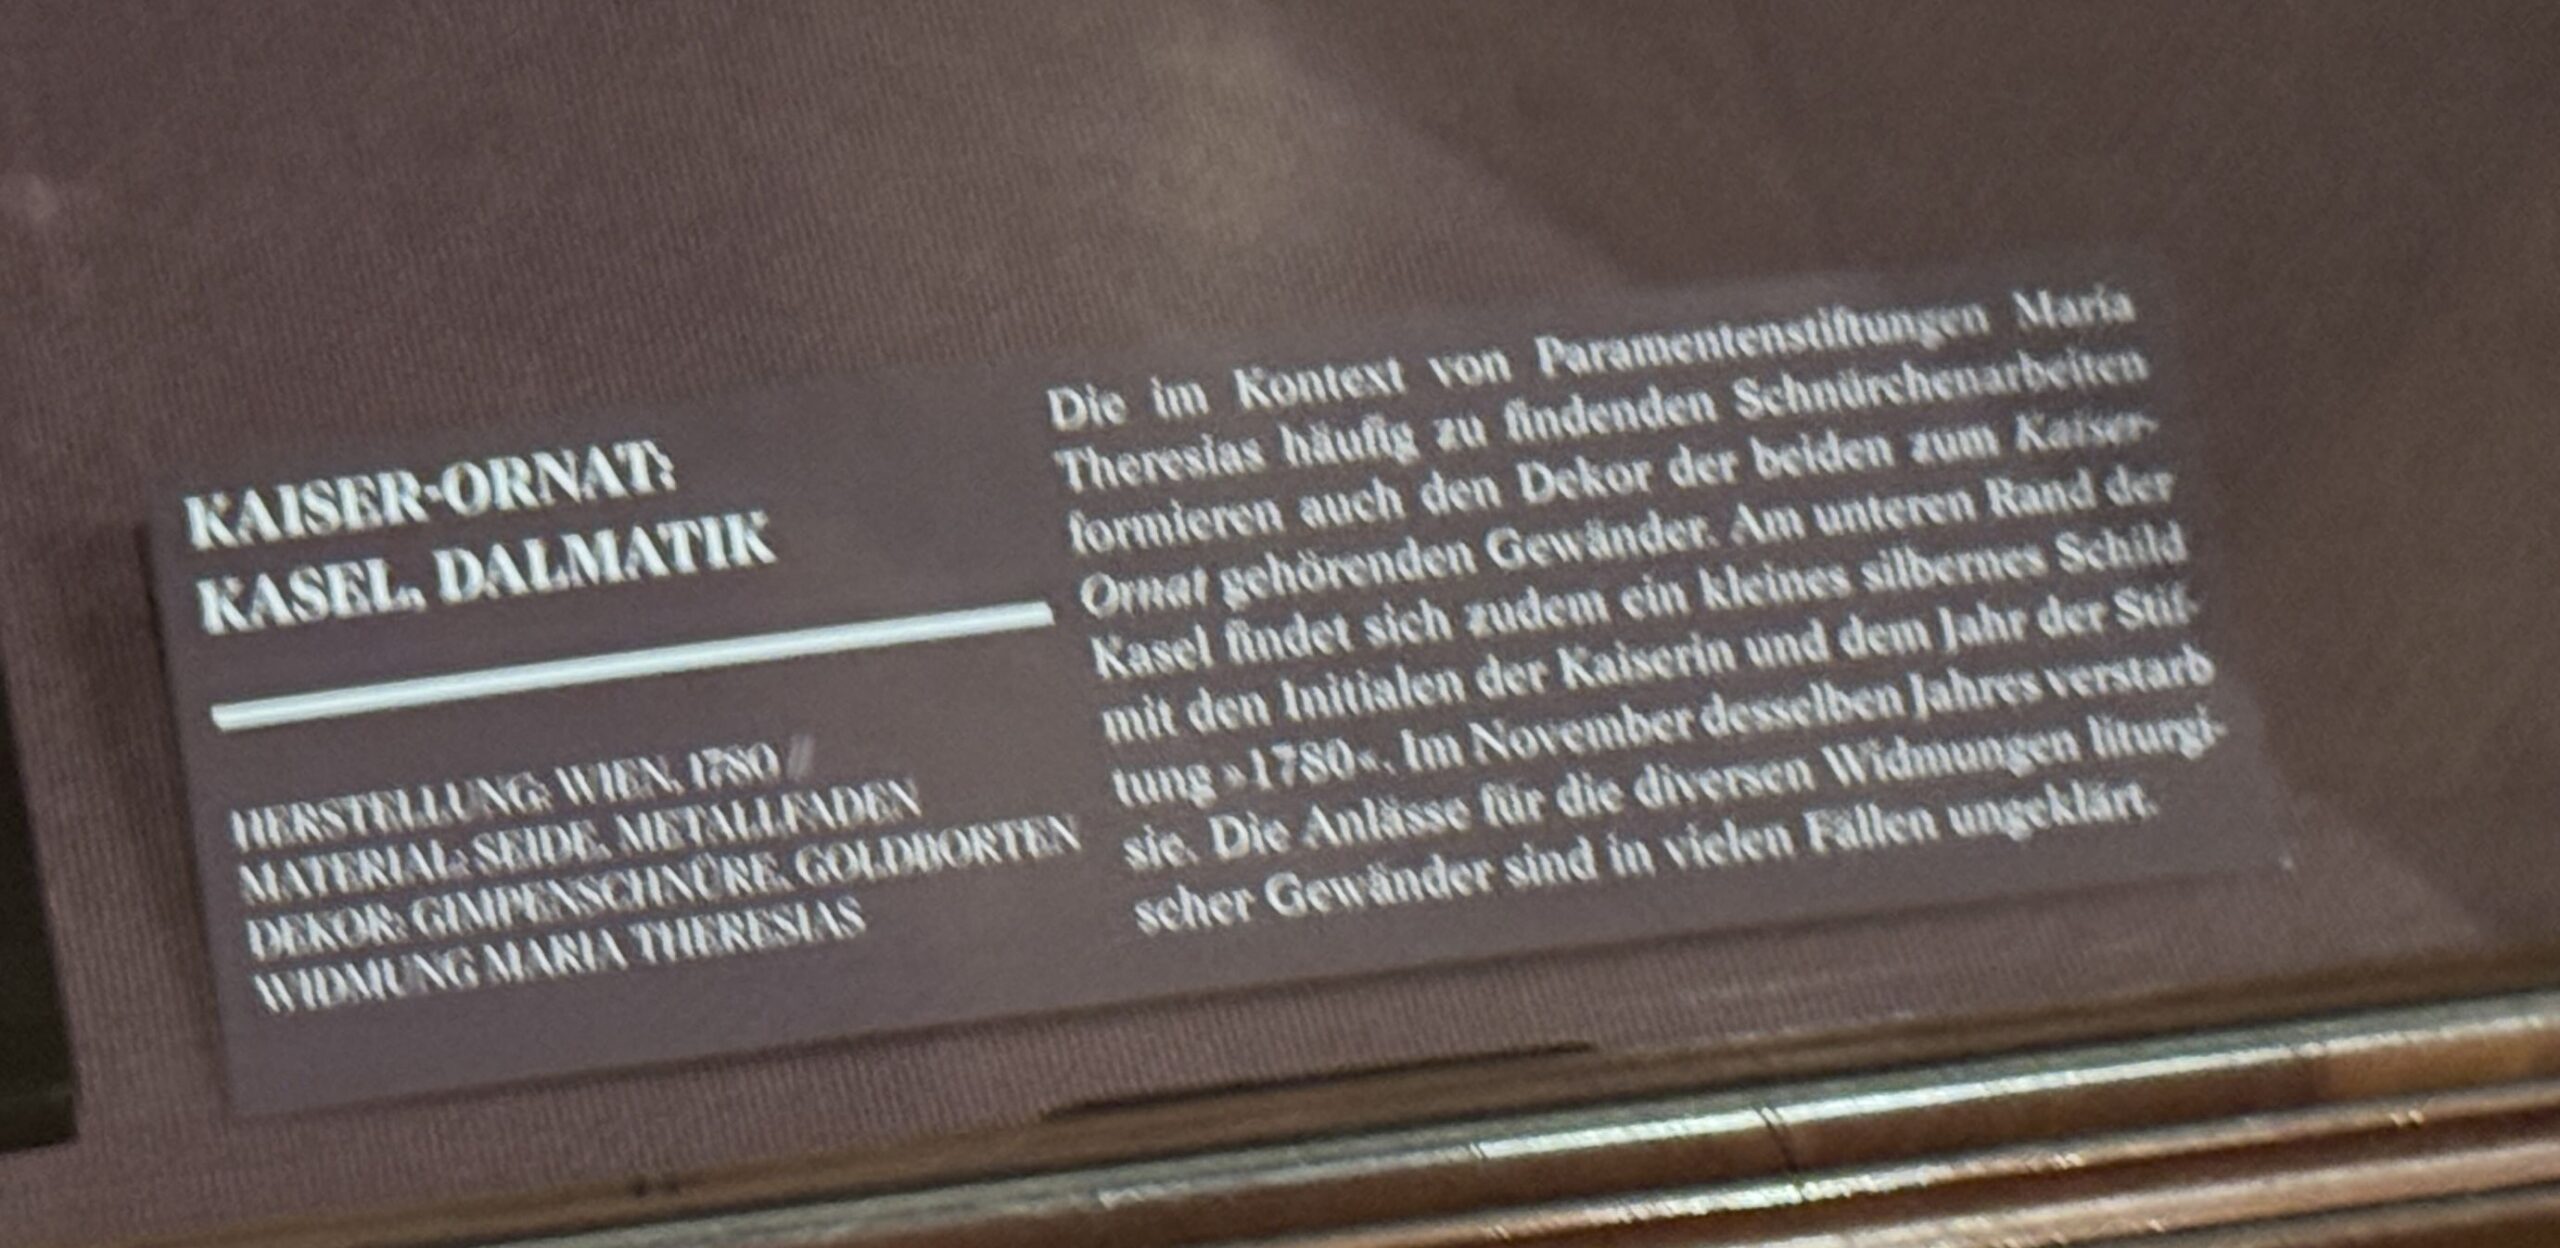 KAISER-ORNAT:
KASEL, DALMATIK
HERSTELLUNG: WIEN, 1780 //
MATERIAL: SEIDE, METALLFADEN
DEKOR: GIMPENSCHNÜRE, GOLDBORTEN
WIDMUNG MARIA THERESIAS
Die im Kontext von Paramentenstiftungen Maria
Theresias häufig zu findenden Schnürchenarbeiten
formieren auch den Dekor der beiden zum Kaiser-
Ornat gehörenden Gewänder. Am unteren Rand der
Kasel findet sich zudem ein kleines silbernes Schild
mit den Initialen der Kaiserin und dem Jahr der Stif-
tung »1780«. Im November desselben Jahres verstarb
sie. Die Anlässe für die diversen Widmungen liturgi-
scher Gewänder sind in vielen Fällen ungeklärt.